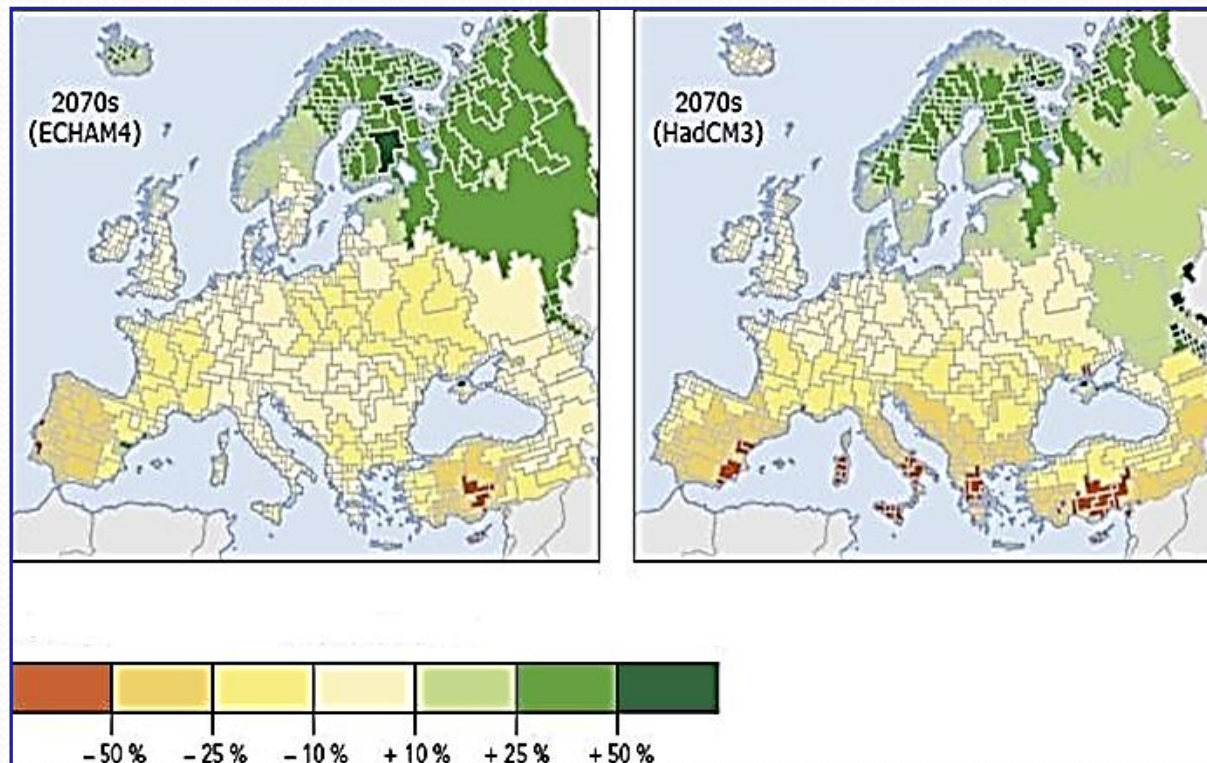 2070s
(ECHAM4)
2070s
(HadCM3)
– 50 % – 25 % – 10 % + 10 % + 25 % + 50 %